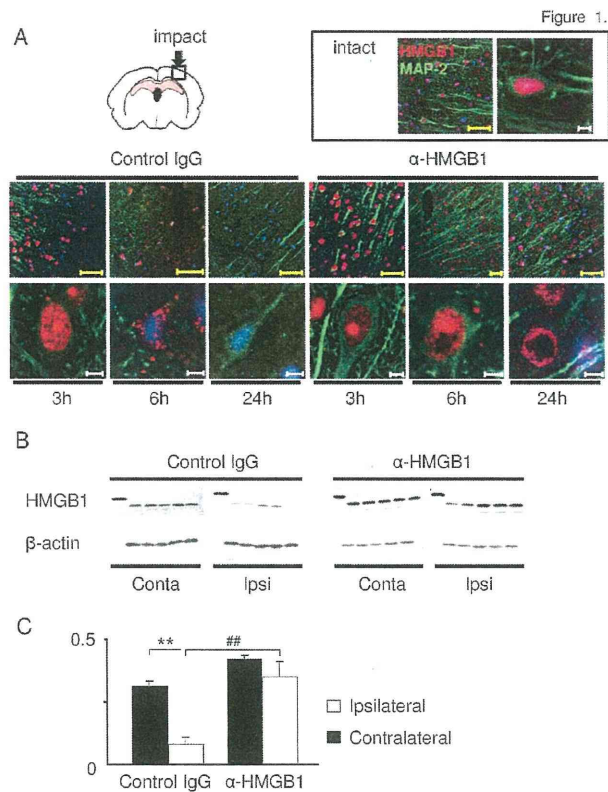 Figure 1.
A
impact
intact
HMGB1
MAP-2
Control IgG
α-HMGB1
3h
6h
24h
3h
6h
24h
B
Control IgG
α-HMGB1
HMGB1
β-actin
Conta
Ipsi
Conta
Ipsi
C
0.5
**
##
0
Ipsilateral
Contralateral
Control IgG
α-HMGB1